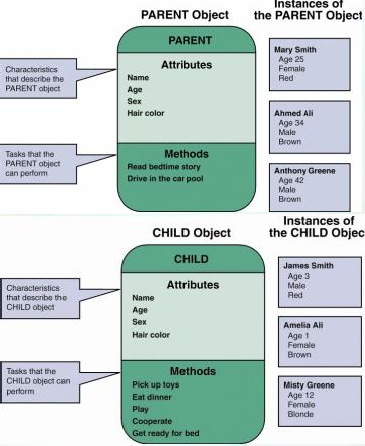 PARENT Object
Instances of
the PARENT Object
PARENT
Attributes
Name
Age
Sex
Hair color
Methods
Read bedtime story
Drive in the car pool
Characteristics
that describe the
PARENT object
Tasks that the
PARENT object
can perform
Mary Smith
Age 25
Female
Red
Ahmed Ali
Age 34
Male
Brown
Anthony Greene
Age 42
Male
Brown
CHILD Object
Instances of
the CHILD Objec
CHILD
Attributes
Name
Age
Sex
Hair color
Methods
Pick up toys
Eat dinner
Play
Cooperate
Get ready for bed
Characteristics
that describe the
CHILD object
Tasks that the
CHILD object can
perform
James Smith
Age 3
Male
Red
Amelia Ali
Age 1
Female
Brown
Misty Greene
Age 12
Female
Blonde